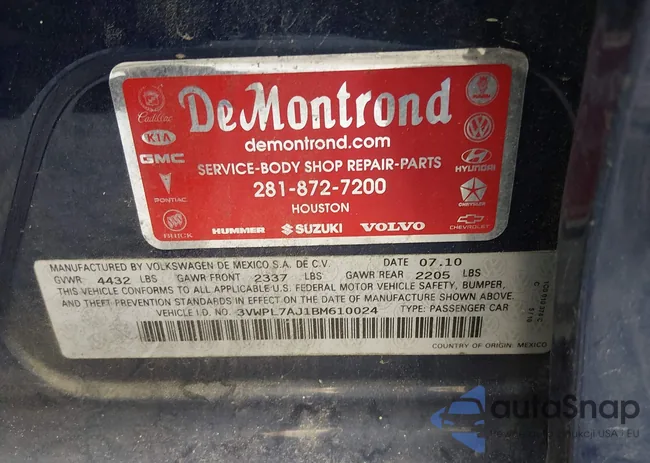 DeMontrond
demontrond.com
SERVICE-BODY SHOP REPAIR-PARTS
281-872-7200
HOUSTON
Cadillac
KIA
GMC
PONTIAC
BUICK
HUMMER
SUZUKI
VOLVO
HYUNDAI
CHRYSLER
CHEVROLET
MANUFACTURED BY VOLKSWAGEN DE MEXICO S.A. DE C.V. DATE 07.10
GVWR 4432 LBS GAWR FRONT 2337 LBS GAWR REAR 2205 LBS
THIS VEHICLE CONFORMS TO ALL APPLICABLE U.S. FEDERAL MOTOR VEHICLE SAFETY, BUMPER,
AND THEFT-PREVENTION STANDARDS IN EFFECT ON THE DATE OF MANUFACTURE SHOWN ABOVE.
VEHICLE I.D. NO. 3VWPL7AJ1BM610024 TYPE: PASSENGER CAR
COUNTRY OF ORIGIN: MEXICO
autoSnap
USA i EU